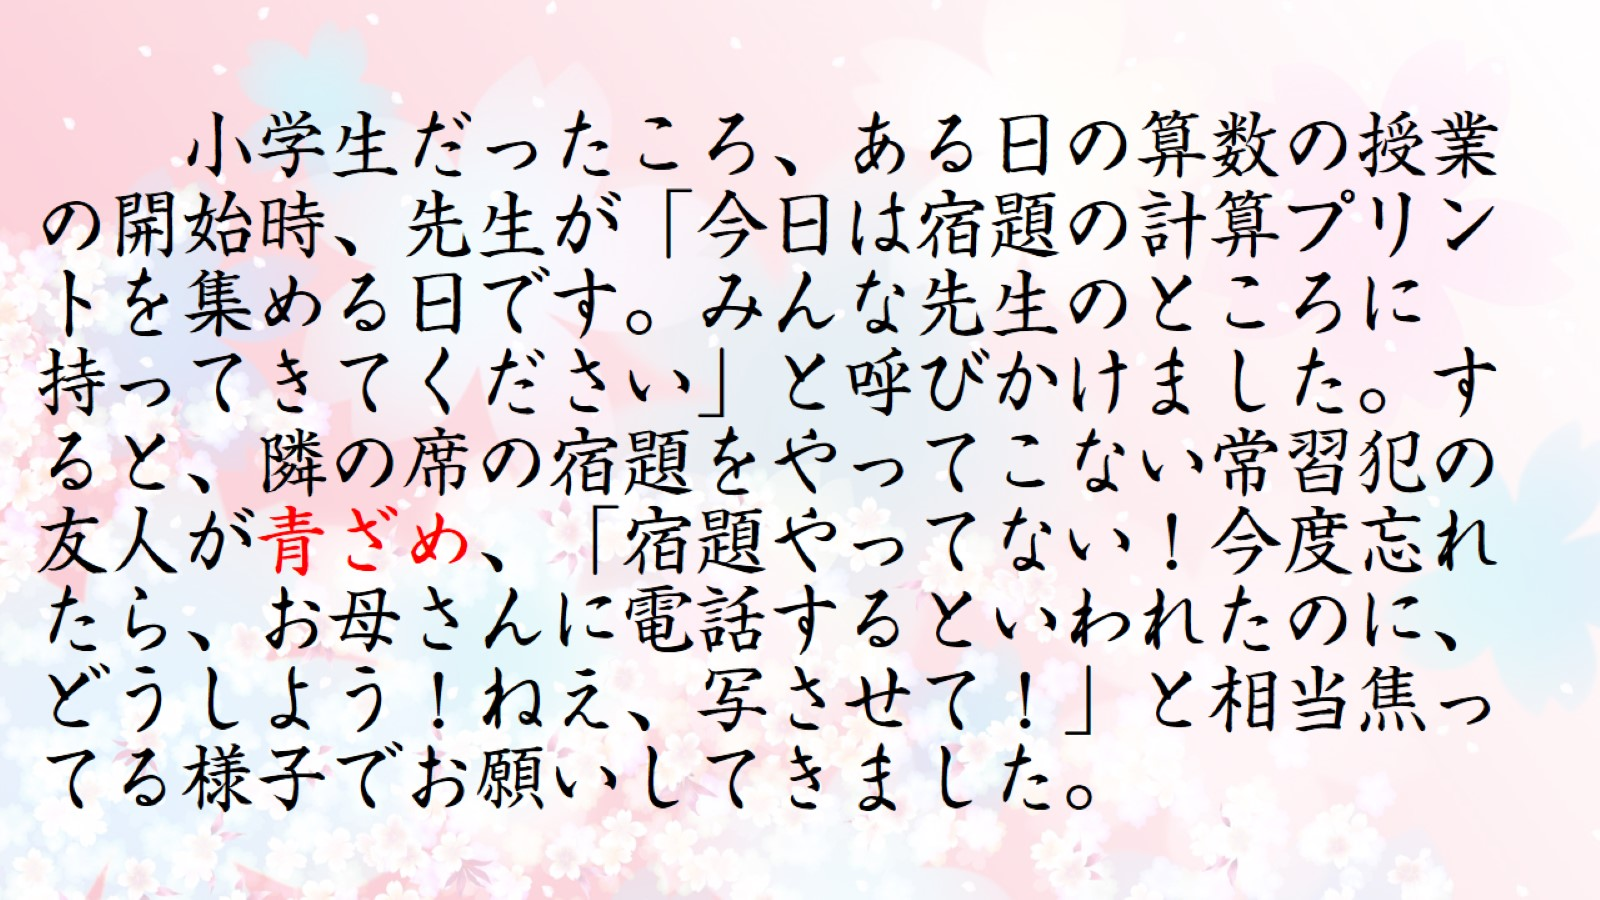 小学生だったころ、ある日の算数の授業
の開始時、先生が「今日は宿題の計算プリン
トを集める日です。みんな先生のところに
持ってきてください」と呼びかけました。す
ると、隣の席の宿題をやってこない常習犯の
友人が青ざめ、「宿題やってない！今度忘れ
たら、お母さんに電話するといわれたのに、
どうしよう！ねえ、写させて！」と相当焦っ
てる様子でお願いしてきました。